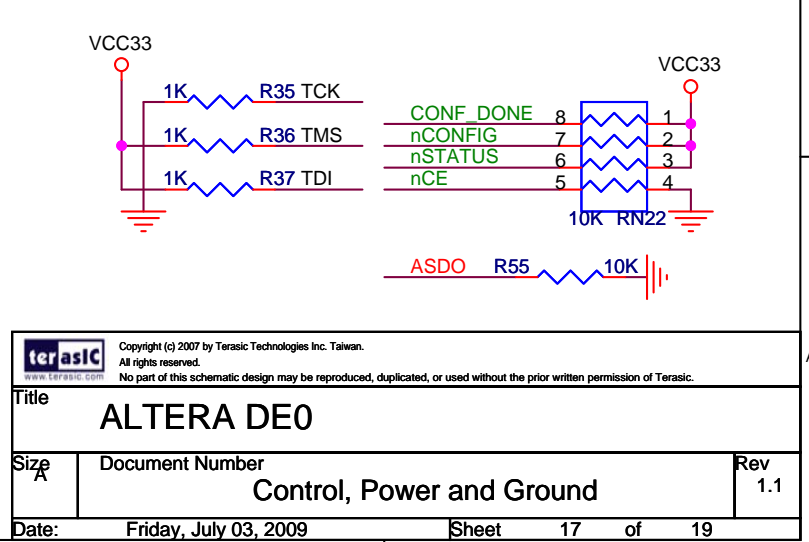 VCC33
VCC33
1K R35 TCK
CONF_DONE 8 1
1K R36 TMS
nCONFIG 7 2
nSTATUS 6 3
1K R37 TDI
nCE 5 4
10K RN22
ASDO R55 10K
terasIC
www.terasic.com
Copyright (c) 2007 by Terasic Technologies Inc. Taiwan.
All rights reserved.
No part of this schematic design may be reproduced, duplicated, or used without the prior written permission of Terasic.
Title
ALTERA DE0
Size
A
Document Number
Control, Power and Ground
Rev
1.1
Date: Friday, July 03, 2009 Sheet 17 of 19